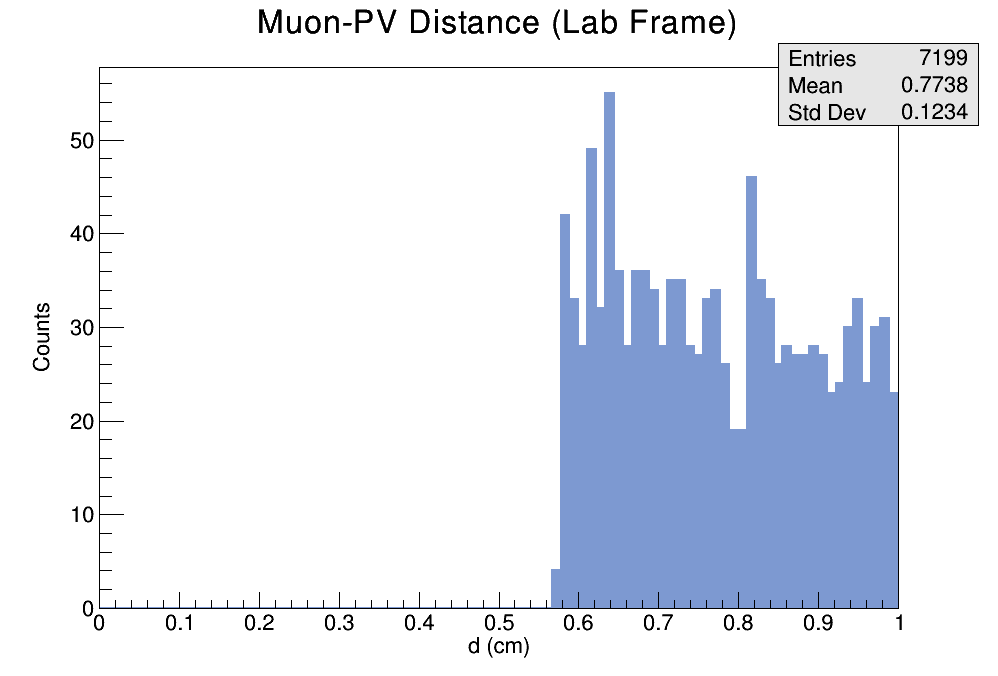 Muon-PV Distance (Lab Frame)
Entries 7199
Mean 0.7738
Std Dev 0.1234
50
40
30
20
10
0
Counts
0 0.1 0.2 0.3 0.4 0.5 0.6 0.7 0.8 0.9 1
d (cm)